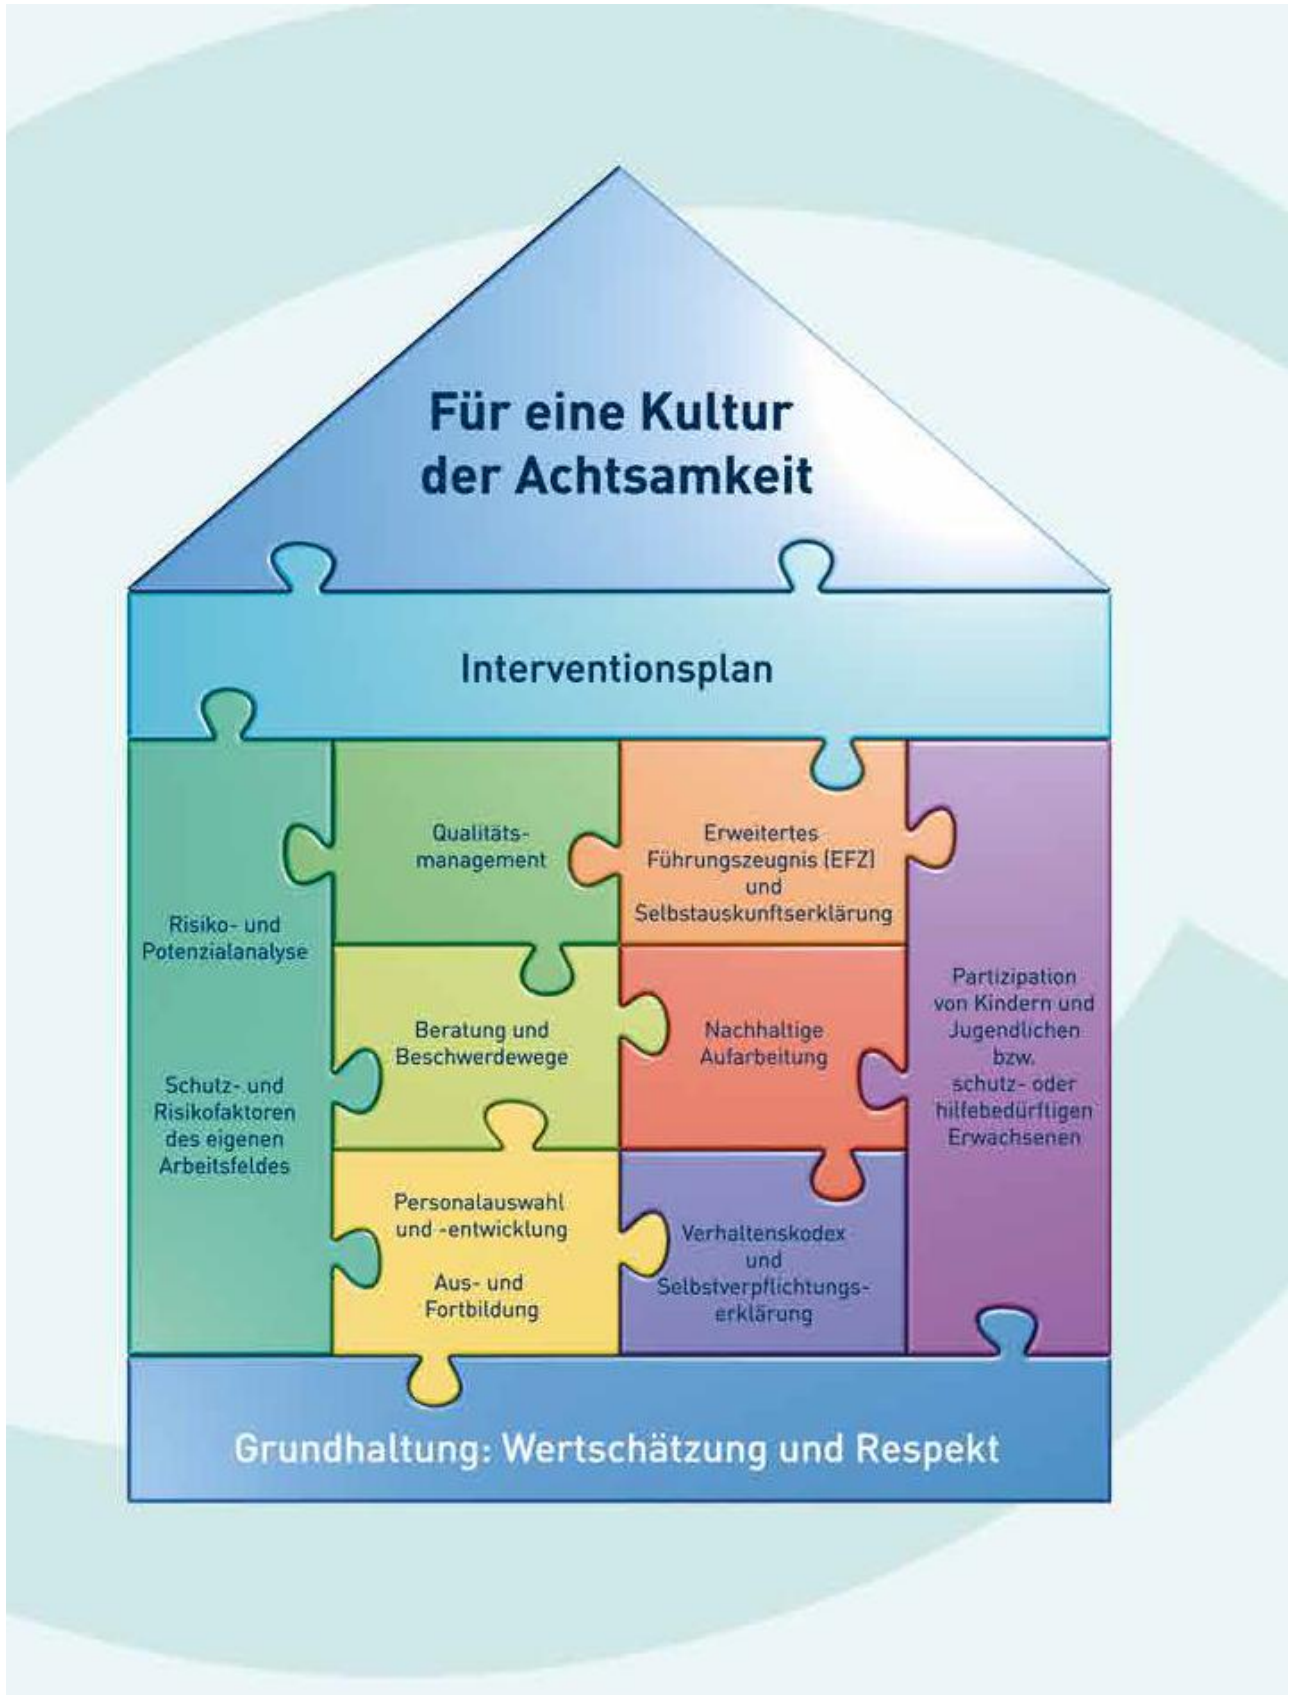 Für eine Kultur
der Achtsamkeit
Interventionsplan
Risiko- und
Potenzialanalyse
Schutz- und
Risikofaktoren
des eigenen
Arbeitsfeldes
Qualitäts-
management
Erweitertes
Führungszeugnis (EFZ)
und
Selbstauskunftserklärung
Beratung und
Beschwerdewege
Nachhaltige
Aufarbeitung
Personalauswahl
und -entwicklung
Aus- und
Fortbildung
Verhaltenskodex
und
Selbstverpflichtungs-
erklärung
Partizipation
von Kindern und
Jugendlichen
bzw.
schutz- oder
hilfebedürftigen
Erwachsenen
Grundhaltung: Wertschätzung und Respekt